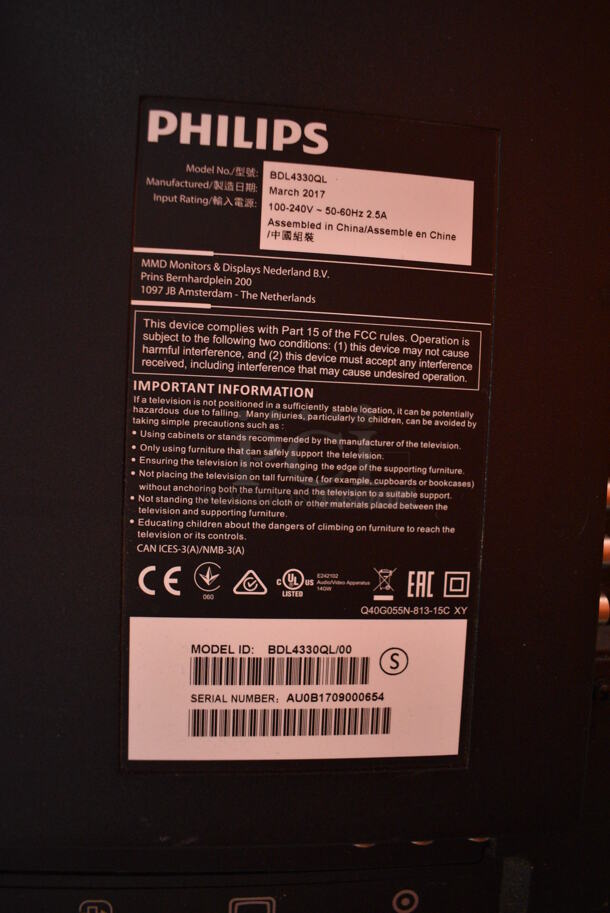 PHILIPS
Model No./型號: BDL4330QL
Manufactured/製造日期: March 2017
Input Rating/輸入電源: 100-240V ~ 50-60Hz 2.5A
Assembled in China/Assemble en Chine
/中國組裝
MMD Monitors & Displays Nederland B.V.
Prins Bernhardplein 200
1097 JB Amsterdam - The Netherlands
This device complies with Part 15 of the FCC rules. Operation is
subject to the following two conditions: (1) this device may not cause
harmful interference, and (2) this device must accept any interference
received, including interference that may cause undesired operation.
IMPORTANT INFORMATION
If a television is not positioned in a sufficiently stable location, it can be potentially
hazardous due to falling. Many injuries, particularly to children, can be avoided by
taking simple precautions such as :
• Using cabinets or stands recommended by the manufacturer of the television.
• Only using furniture that can safely support the television.
• Ensuring the television is not overhanging the edge of the supporting furniture.
• Not placing the television on tall furniture ( for example, cupboards or bookcases)
without anchoring both the furniture and the television to a suitable support.
• Not standing the televisions on cloth or other materials placed between the
television and supporting furniture.
• Educating children about the dangers of climbing on furniture to reach the
television or its controls.
CAN ICES-3(A)/NMB-3(A)
CE 060 c UL US LISTED E242102 Audio/Video Apparatus 14GW EAC
Q40G055N-813-15C XY
MODEL ID: BDL4330QL/00
S
SERIAL NUMBER: AU0B1709000654
PCI